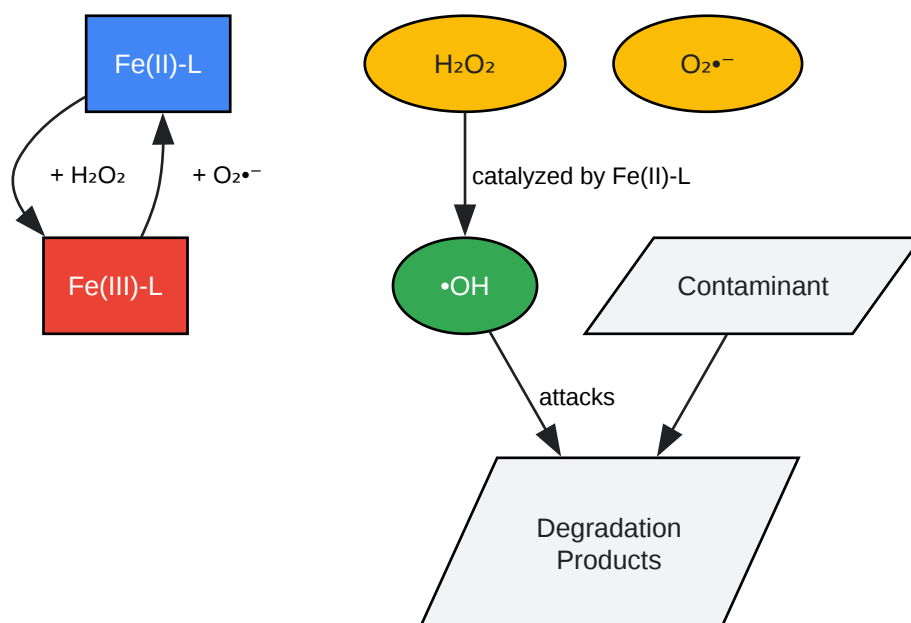 Fe(II)-L
H₂O₂
O₂•⁻
+ H₂O₂
+ O₂•⁻
catalyzed by Fe(II)-L
Fe(III)-L
•OH
Contaminant
attacks
Degradation
Products